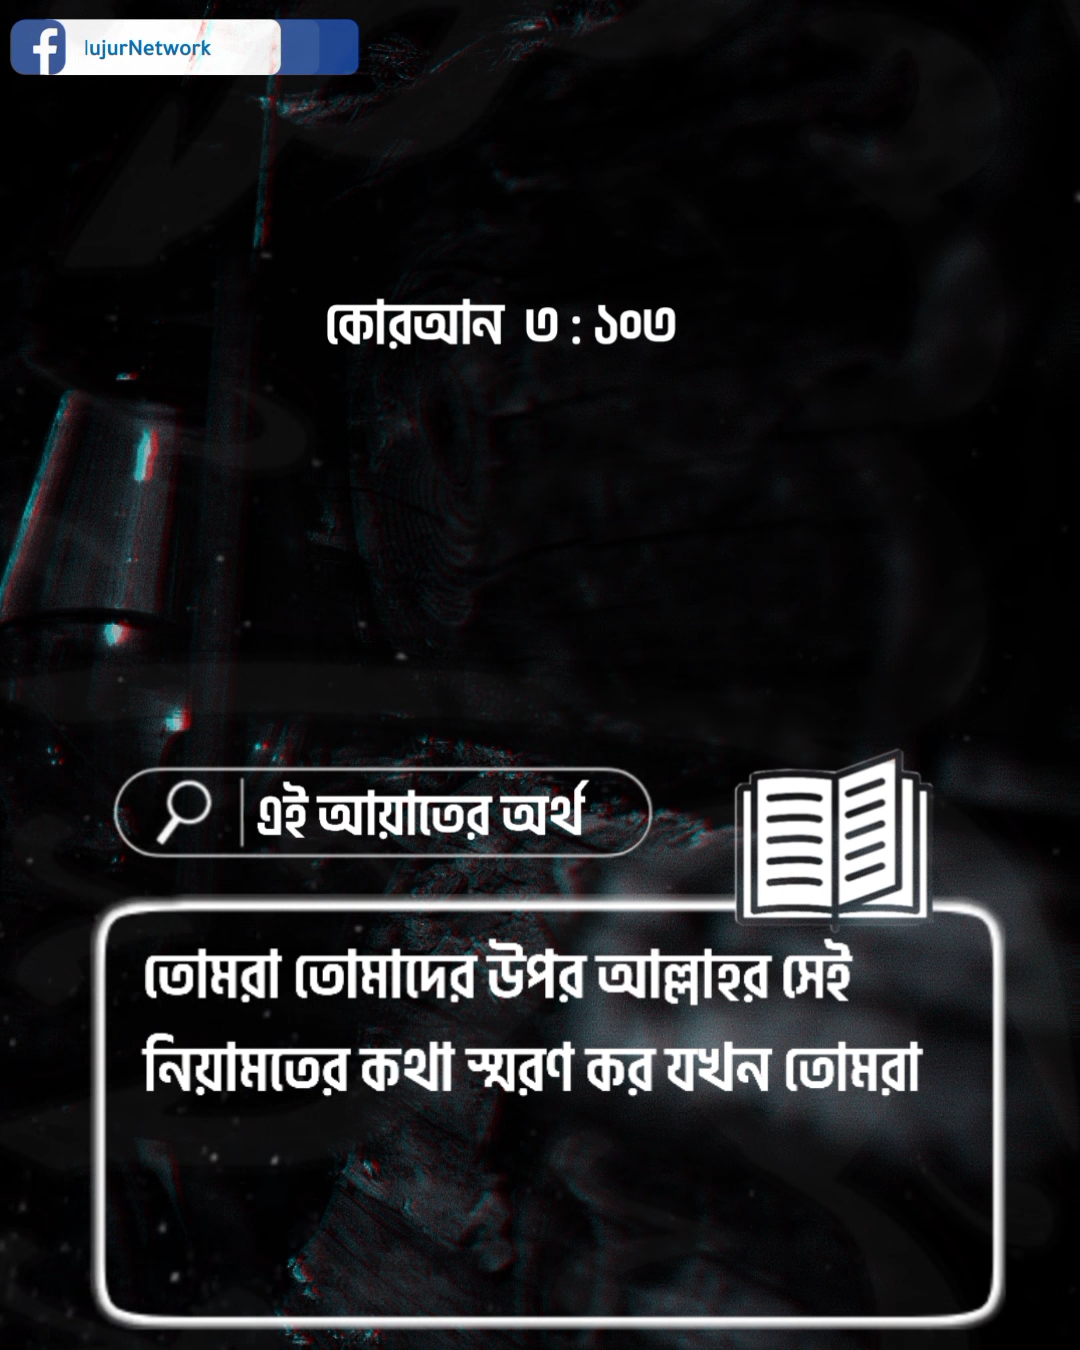 lujurNetwork
কোরআন ৩ : ১০৩
এই আয়াতের অর্থ
তোমরা তোমাদের উপর আল্লাহর সেই
নিয়ামতের কথা স্মরণ কর যখন তোমরা